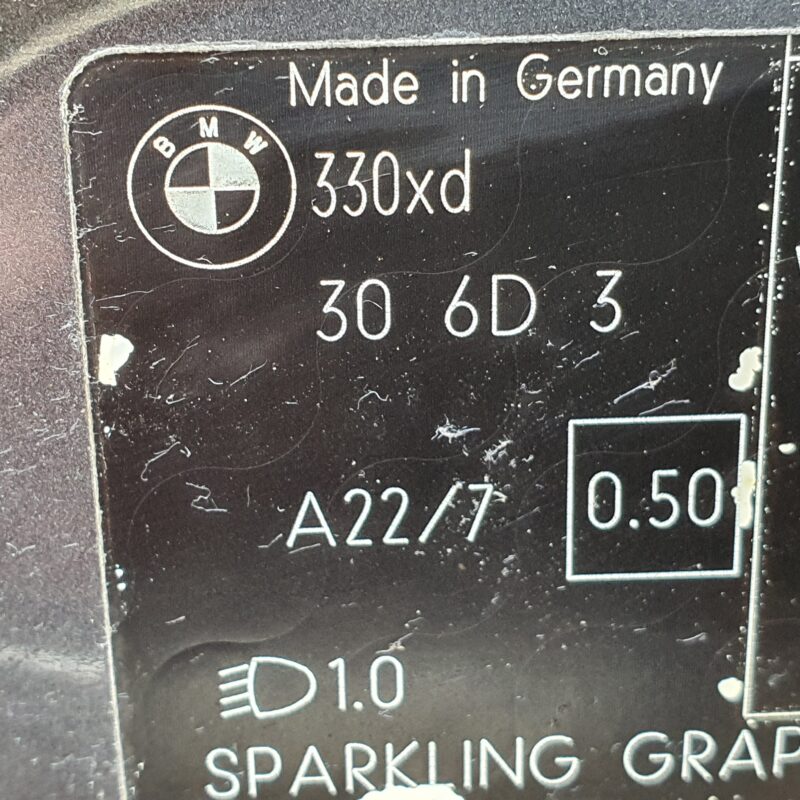 Made in Germany
BMW
330xd
30 6D 3
A22/7
0.50
1.0
SPARKLING GRAP